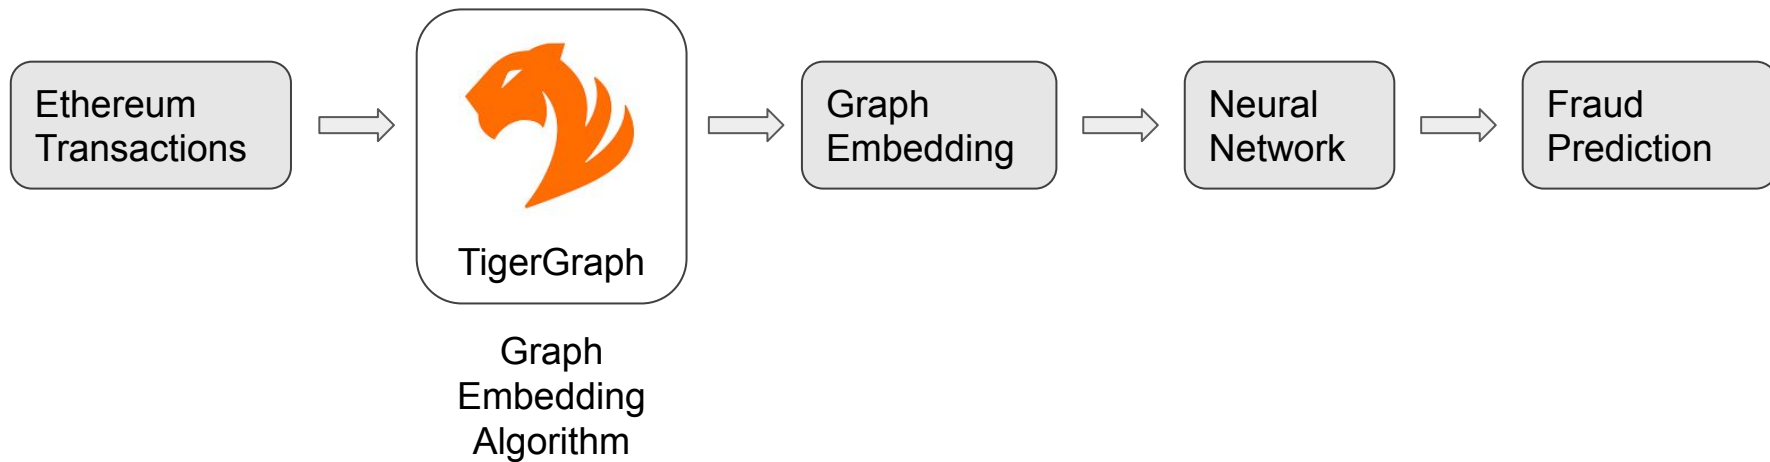 Ethereum
Transactions
TigerGraph
Graph
Embedding
Algorithm
Graph
Embedding
Neural
Network
Fraud
Prediction